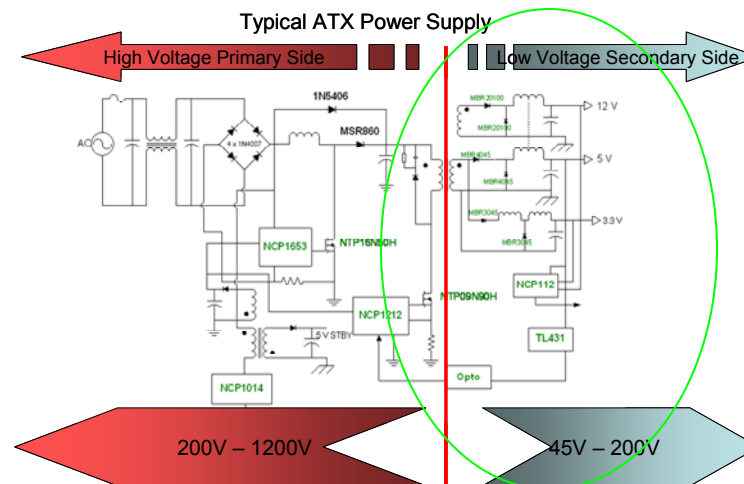 Typical ATX Power Supply
High Voltage Primary Side
Low Voltage Secondary Side
1N5406
MBR20100
12 V
MSR860
MBR20100
AC
4 x 1N4007
MBR4045
5 V
MBR4045
MBR3045
3.3 V
NCP1653
NTP16N50H
MBR3045
NCP112
NTP09N90H
NCP1212
5 V STBY
TL431
NCP1014
Opto
200V – 1200V
45V – 200V